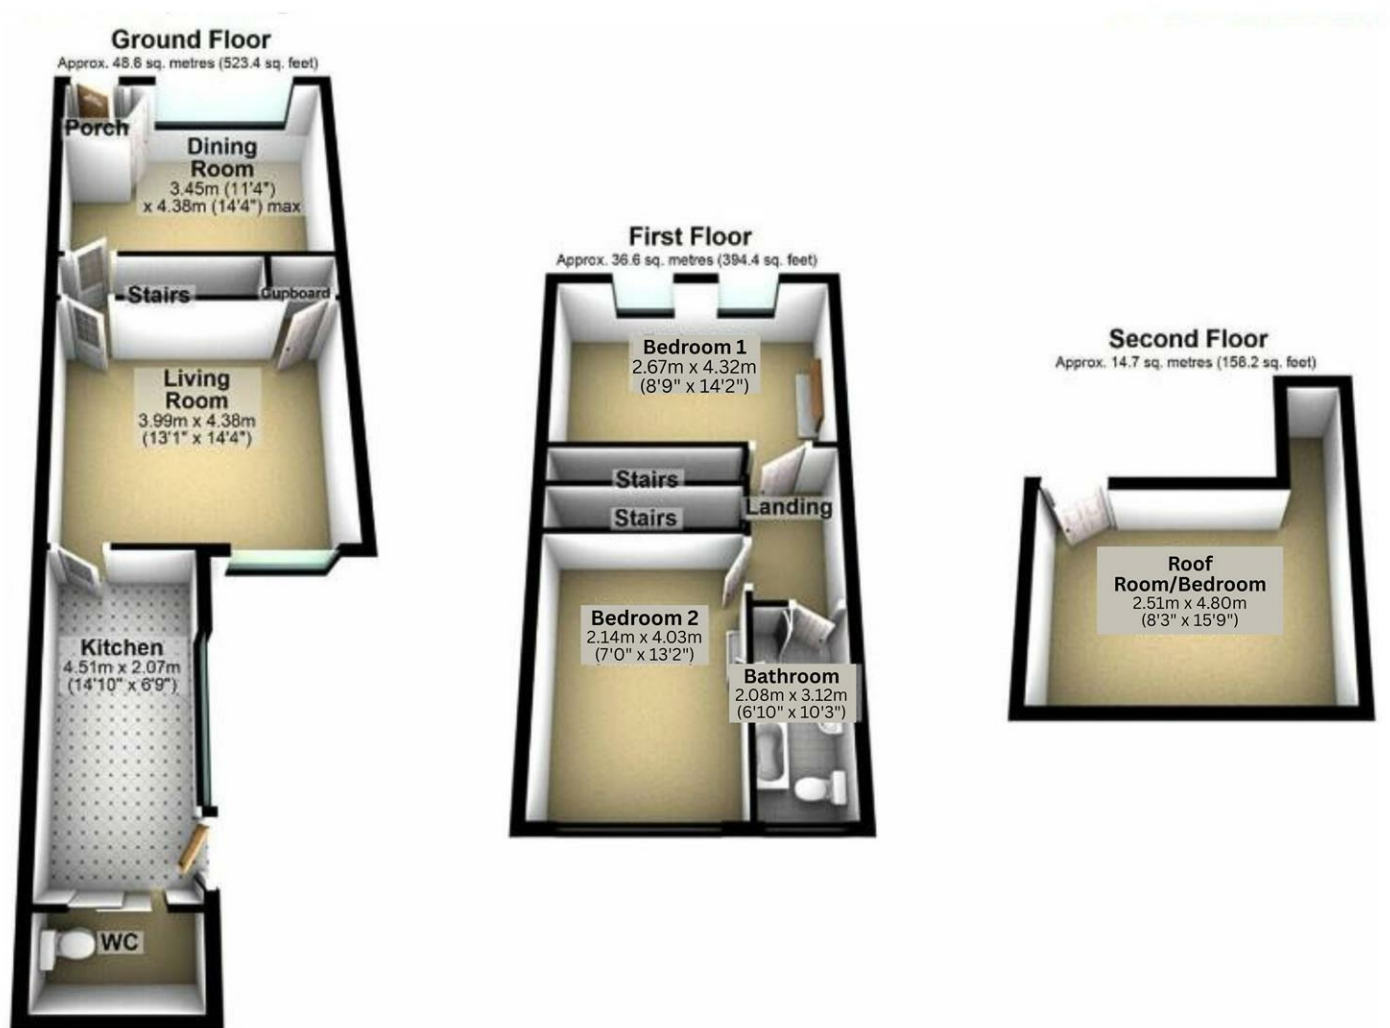 Ground Floor
Approx. 48.6 sq. metres (523.4 sq. feet)
Porch
Dining
Room
3.45m (11'4")
x 4.38m (14'4") max
Stairs
Cupboard
Living
Room
3.99m x 4.38m
(13'1" x 14'4")
Kitchen
4.51m x 2.07m
(14'10" x 6'9")
WC
First Floor
Approx. 36.6 sq. metres (394.4 sq. feet)
Bedroom 1
2.67m x 4.32m
(8'9" x 14'2")
Stairs
Stairs
Landing
Bedroom 2
2.14m x 4.03m
(7'0" x 13'2")
Bathroom
2.08m x 3.12m
(6'10" x 10'3")
Second Floor
Approx. 14.7 sq. metres (158.2 sq. feet)
Roof
Room/Bedroom
2.51m x 4.80m
(8'3" x 15'9")